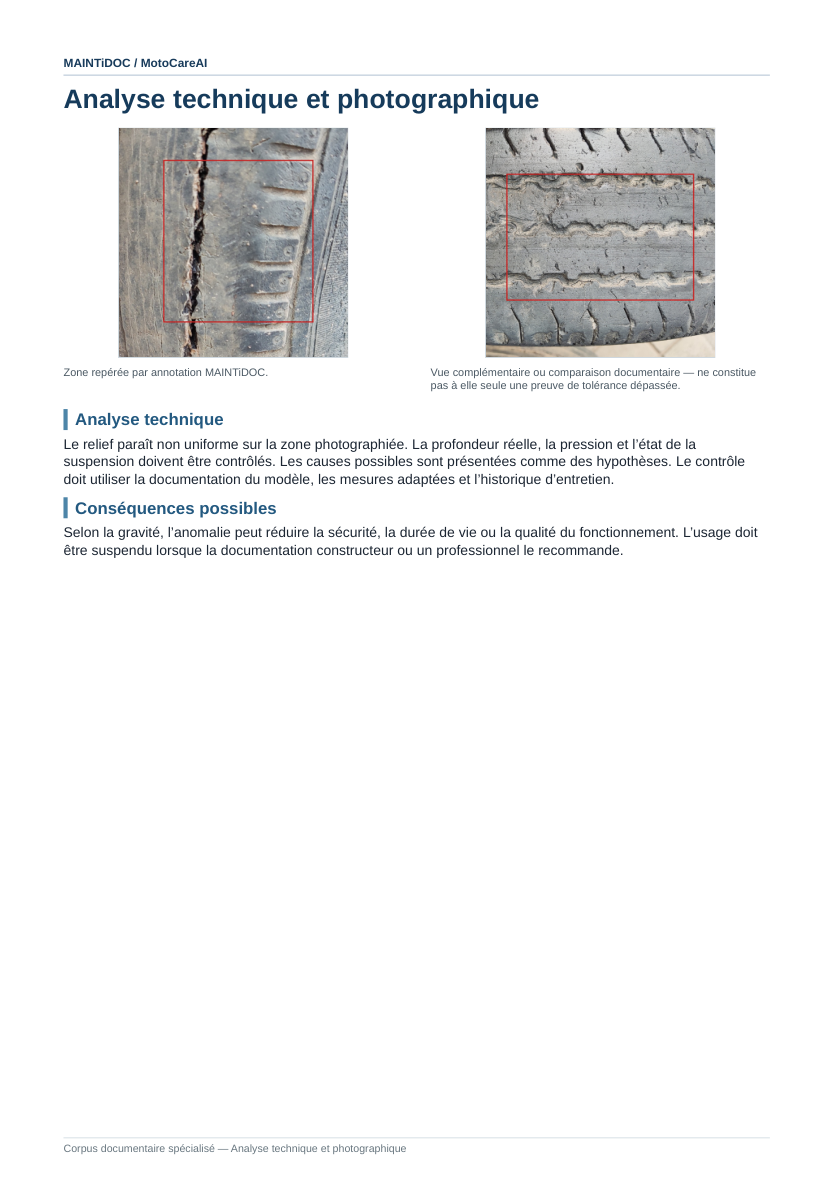 MAINTiDOC / MotoCareAI
Analyse technique et photographique
Zone repérée par annotation MAINTiDOC.
Vue complémentaire ou comparaison documentaire — ne constitue
pas à elle seule une preuve de tolérance dépassée.
Analyse technique
Le relief paraît non uniforme sur la zone photographiée. La profondeur réelle, la pression et l’état de la
suspension doivent être contrôlés. Les causes possibles sont présentées comme des hypothèses. Le contrôle
doit utiliser la documentation du modèle, les mesures adaptées et l’historique d’entretien.
Conséquences possibles
Selon la gravité, l’anomalie peut réduire la sécurité, la durée de vie ou la qualité du fonctionnement. L’usage doit
être suspendu lorsque la documentation constructeur ou un professionnel le recommande.
Corpus documentaire spécialisé — Analyse technique et photographique